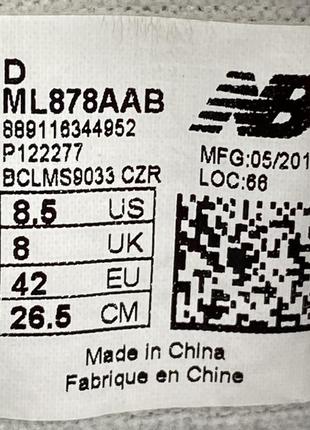 D
ML878AAB
889116344952
P122277
BCLMS9033 CZR
8.5 US
8 UK
42 EU
26.5 CM
NB
MFG:05/201
LOC:66
Made in China
Fabrique en Chine